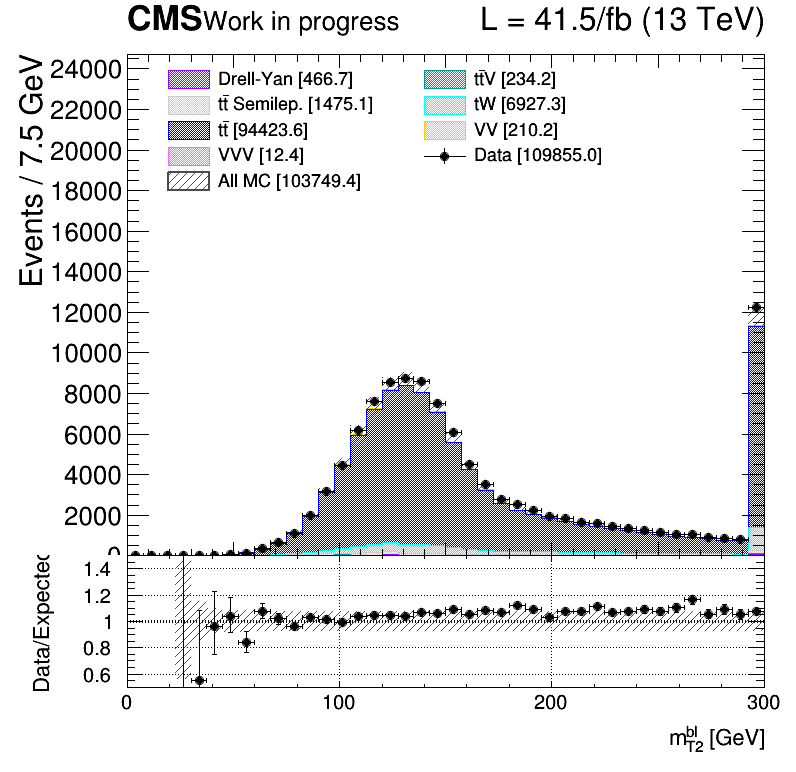 CMS Work in progress L = 41.5/fb (13 TeV)
Events / 7.5 GeV
24000
22000
20000
18000
16000
14000
12000
10000
8000
6000
4000
2000
0
Drell-Yan [466.7]
tt̄ Semilep. [1475.1]
tt̄ [94423.6]
VVV [12.4]
All MC [103749.4]
tt̄V [234.2]
tW [6927.3]
VV [210.2]
Data [109855.0]
Data/Expected
1.4
1.2
1
0.8
0.6
0 100 200 300
m_{T2}^{bl} [GeV]